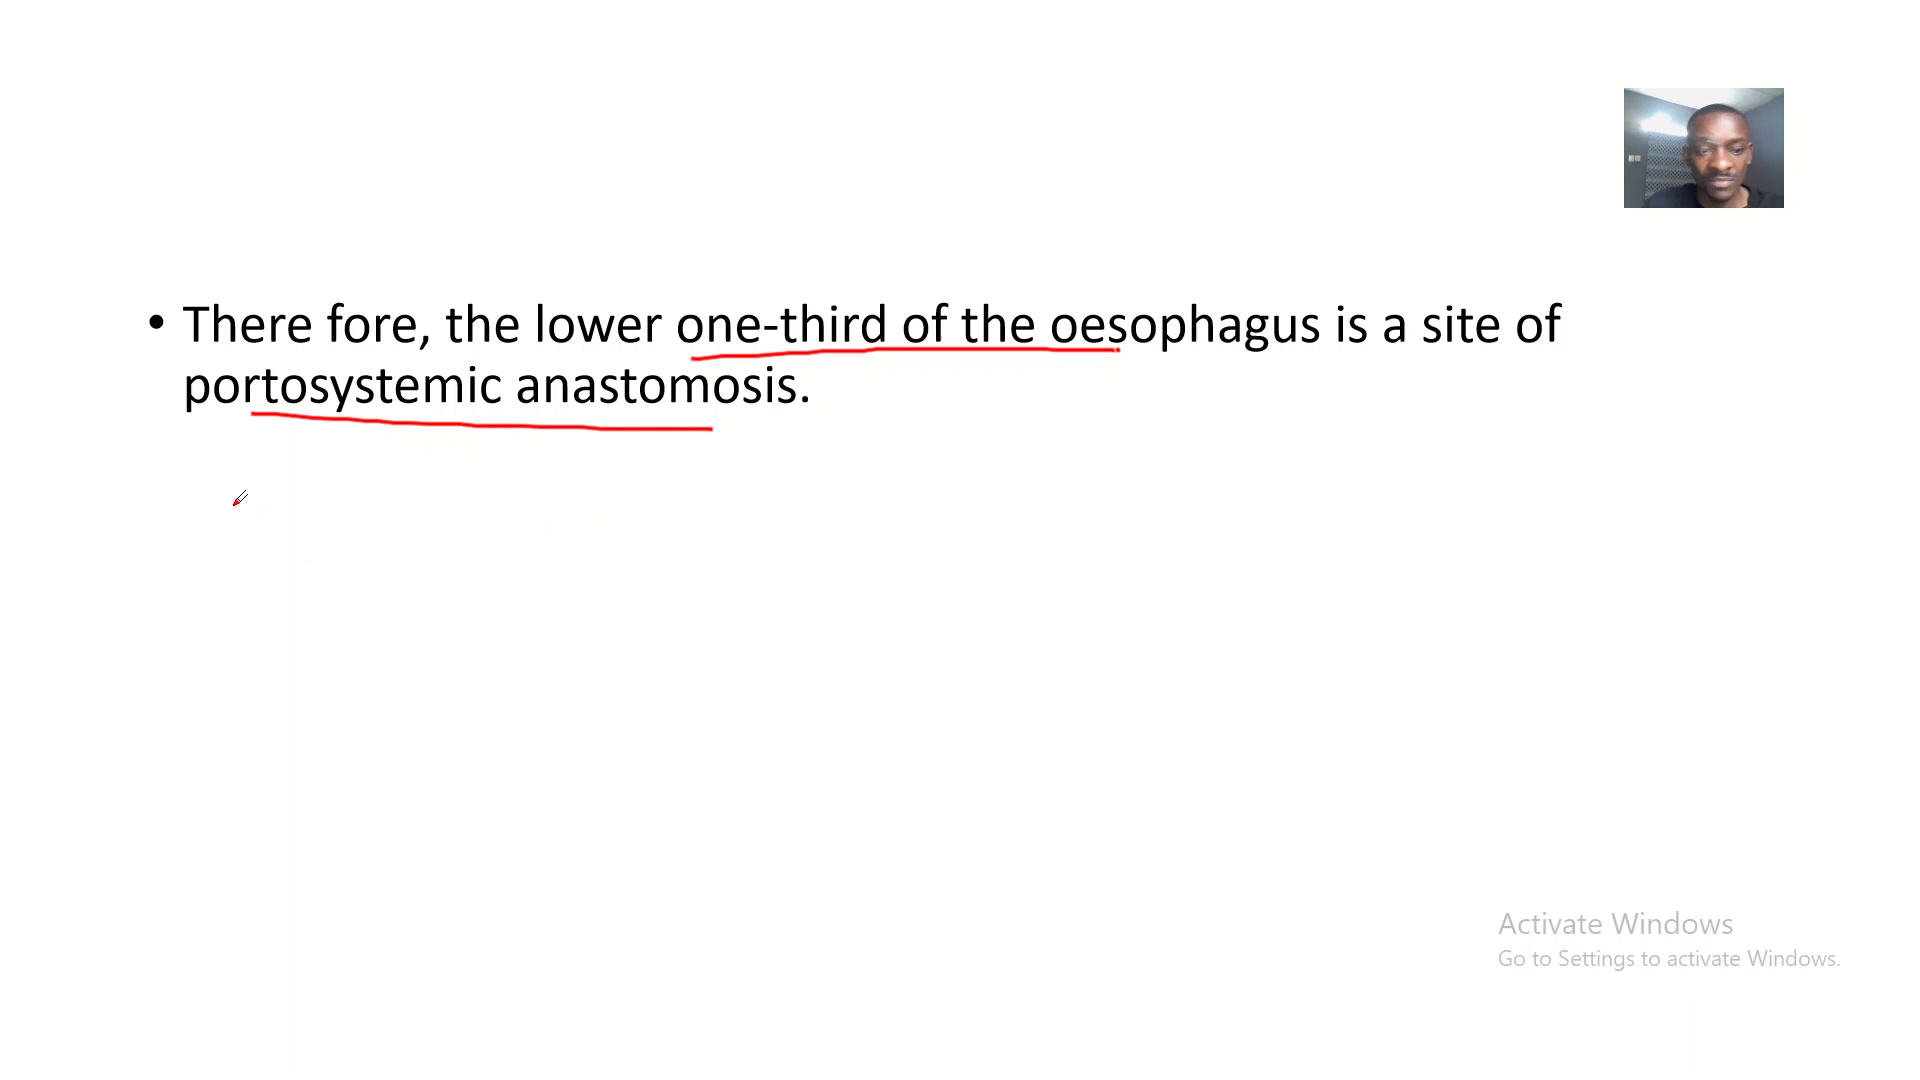 • There fore, the lower one-third of the oesophagus is a site of
portosystemic anastomosis.
Activate Windows
Go to Settings to activate Windows.